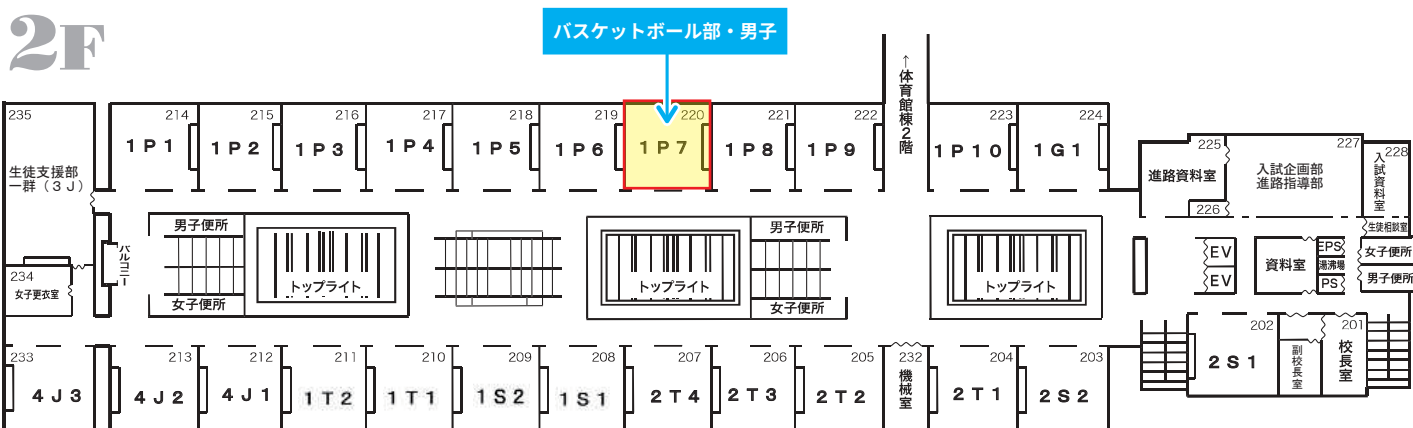 2F
バスケットボール部・男子
↑体育館棟2階
235
214
215
216
217
218
219
220
221
222
223
224
1P1
1P2
1P3
1P4
1P5
1P6
1P7
1P8
1P9
1P10
1G1
生徒支援部
一群(3J)
225
進路資料室
226
227
入試企画部
進路指導部
228
入試資料室
生徒相談室
男子便所
女子便所
バルコニー
トップライト
トップライト
男子便所
女子便所
トップライト
EV
EV
資料室
EPS
湯沸場
PS
女子便所
男子便所
234
女子更衣室
233
213
212
211
210
209
208
207
206
205
232
204
203
202
201
4J3
4J2
4J1
1T2
1T1
1S2
1S1
2T4
2T3
2T2
機械室
2T1
2S2
2S1
副校長室
校長室